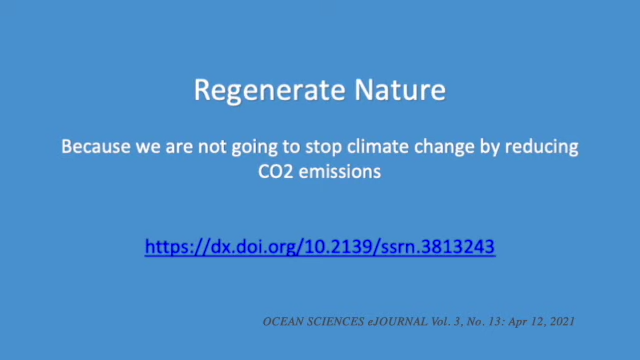 Regenerate Nature
Because we are not going to stop climate change by reducing
CO2 emissions
https://dx.doi.org/10.2139/ssrn.3813243
OCEAN SCIENCES eJOURNAL Vol. 3, No. 13: Apr 12, 2021